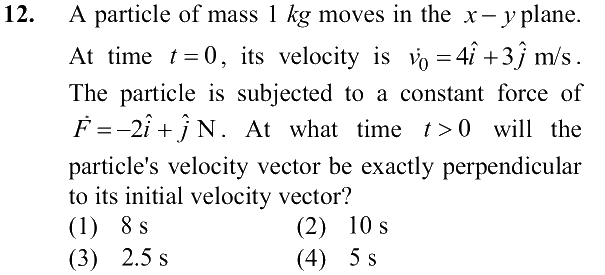 12. A particle of mass 1 kg moves in the x – y plane.
At time t = 0, its velocity is v̇₀ = 4î + 3ĵ m/s.
The particle is subjected to a constant force of
Ḟ = –2î + ĵ N. At what time t > 0 will the
particle's velocity vector be exactly perpendicular
to its initial velocity vector?
(1) 8 s (2) 10 s
(3) 2.5 s (4) 5 s